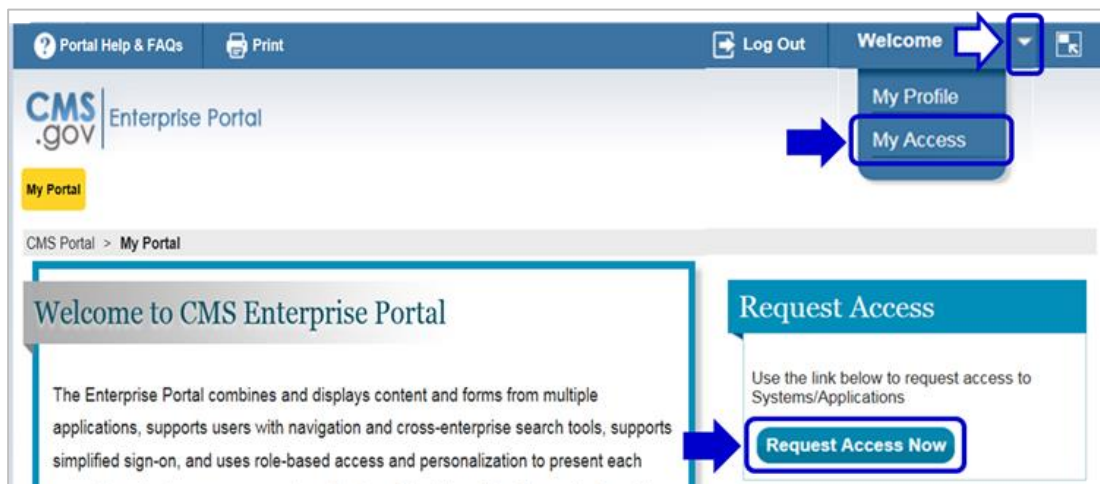 Portal Help & FAQs
Print
Log Out
Welcome
My Profile
My Access
CMS
.gov
Enterprise Portal
My Portal
CMS Portal > My Portal
Welcome to CMS Enterprise Portal
The Enterprise Portal combines and displays content and forms from multiple
applications, supports users with navigation and cross-enterprise search tools, supports
simplified sign-on, and uses role-based access and personalization to present each
Request Access
Use the link below to request access to
Systems/Applications
Request Access Now